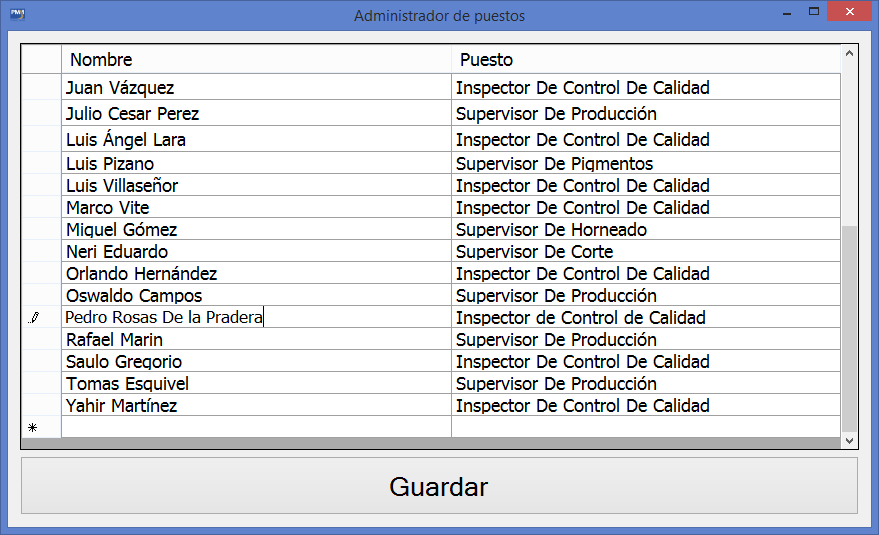 Administrador de puestos
Nombre Puesto
Juan Vázquez Inspector De Control De Calidad
Julio Cesar Perez Supervisor De Producción
Luis Ángel Lara Inspector De Control De Calidad
Luis Pizano Supervisor De Pigmentos
Luis Villaseñor Inspector De Control De Calidad
Marco Vite Inspector De Control De Calidad
Miguel Gómez Supervisor De Horneado
Neri Eduardo Supervisor De Corte
Orlando Hernández Inspector De Control De Calidad
Oswaldo Campos Supervisor De Producción
Pedro Rosas De la Pradera Inspector de Control de Calidad
Rafael Marin Supervisor De Producción
Saulo Gregorio Inspector De Control De Calidad
Tomas Esquivel Supervisor De Producción
Yahir Martínez Inspector De Control De Calidad
Guardar